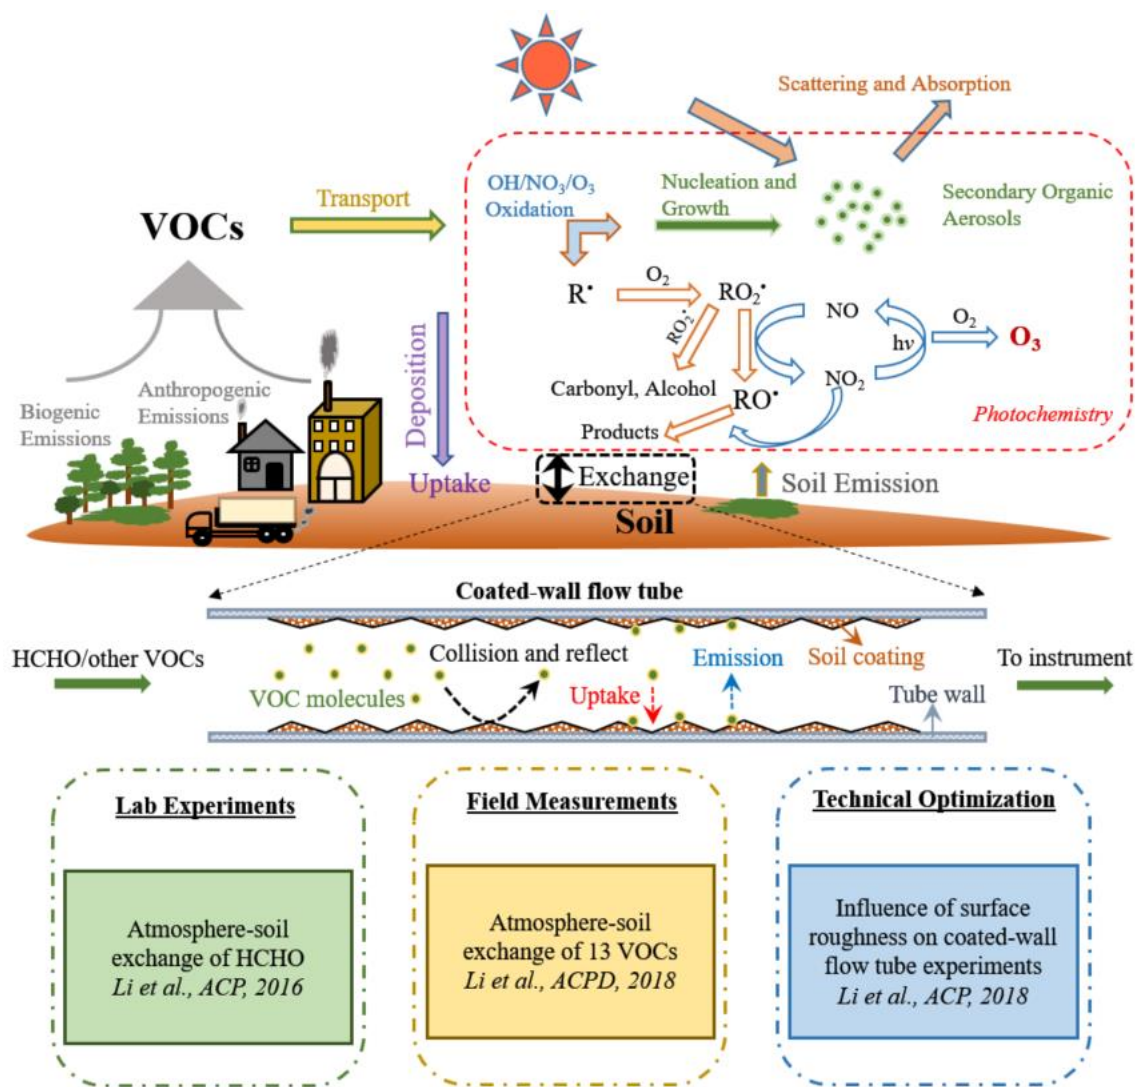 Scattering and Absorption
OH/NO₃/O₃
Oxidation
Nucleation and
Growth
Secondary Organic
Aerosols
Transport
VOCs
R•
O₂
RO₂•
RO₂•
NO
hν
O₂
O₃
NO₂
Carbonyl, Alcohol
RO•
Products
Photochemistry
Biogenic
Emissions
Anthropogenic
Emissions
Deposition
Uptake
Exchange
Soil Emission
Soil
Coated-wall flow tube
HCHO/other VOCs
Collision and reflect
VOC molecules
Uptake
Emission
Soil coating
Tube wall
To instrument
Lab Experiments
Atmosphere-soil
exchange of HCHO
Li et al., ACP, 2016
Field Measurements
Atmosphere-soil
exchange of 13 VOCs
Li et al., ACPD, 2018
Technical Optimization
Influence of surface
roughness on coated-wall
flow tube experiments
Li et al., ACP, 2018